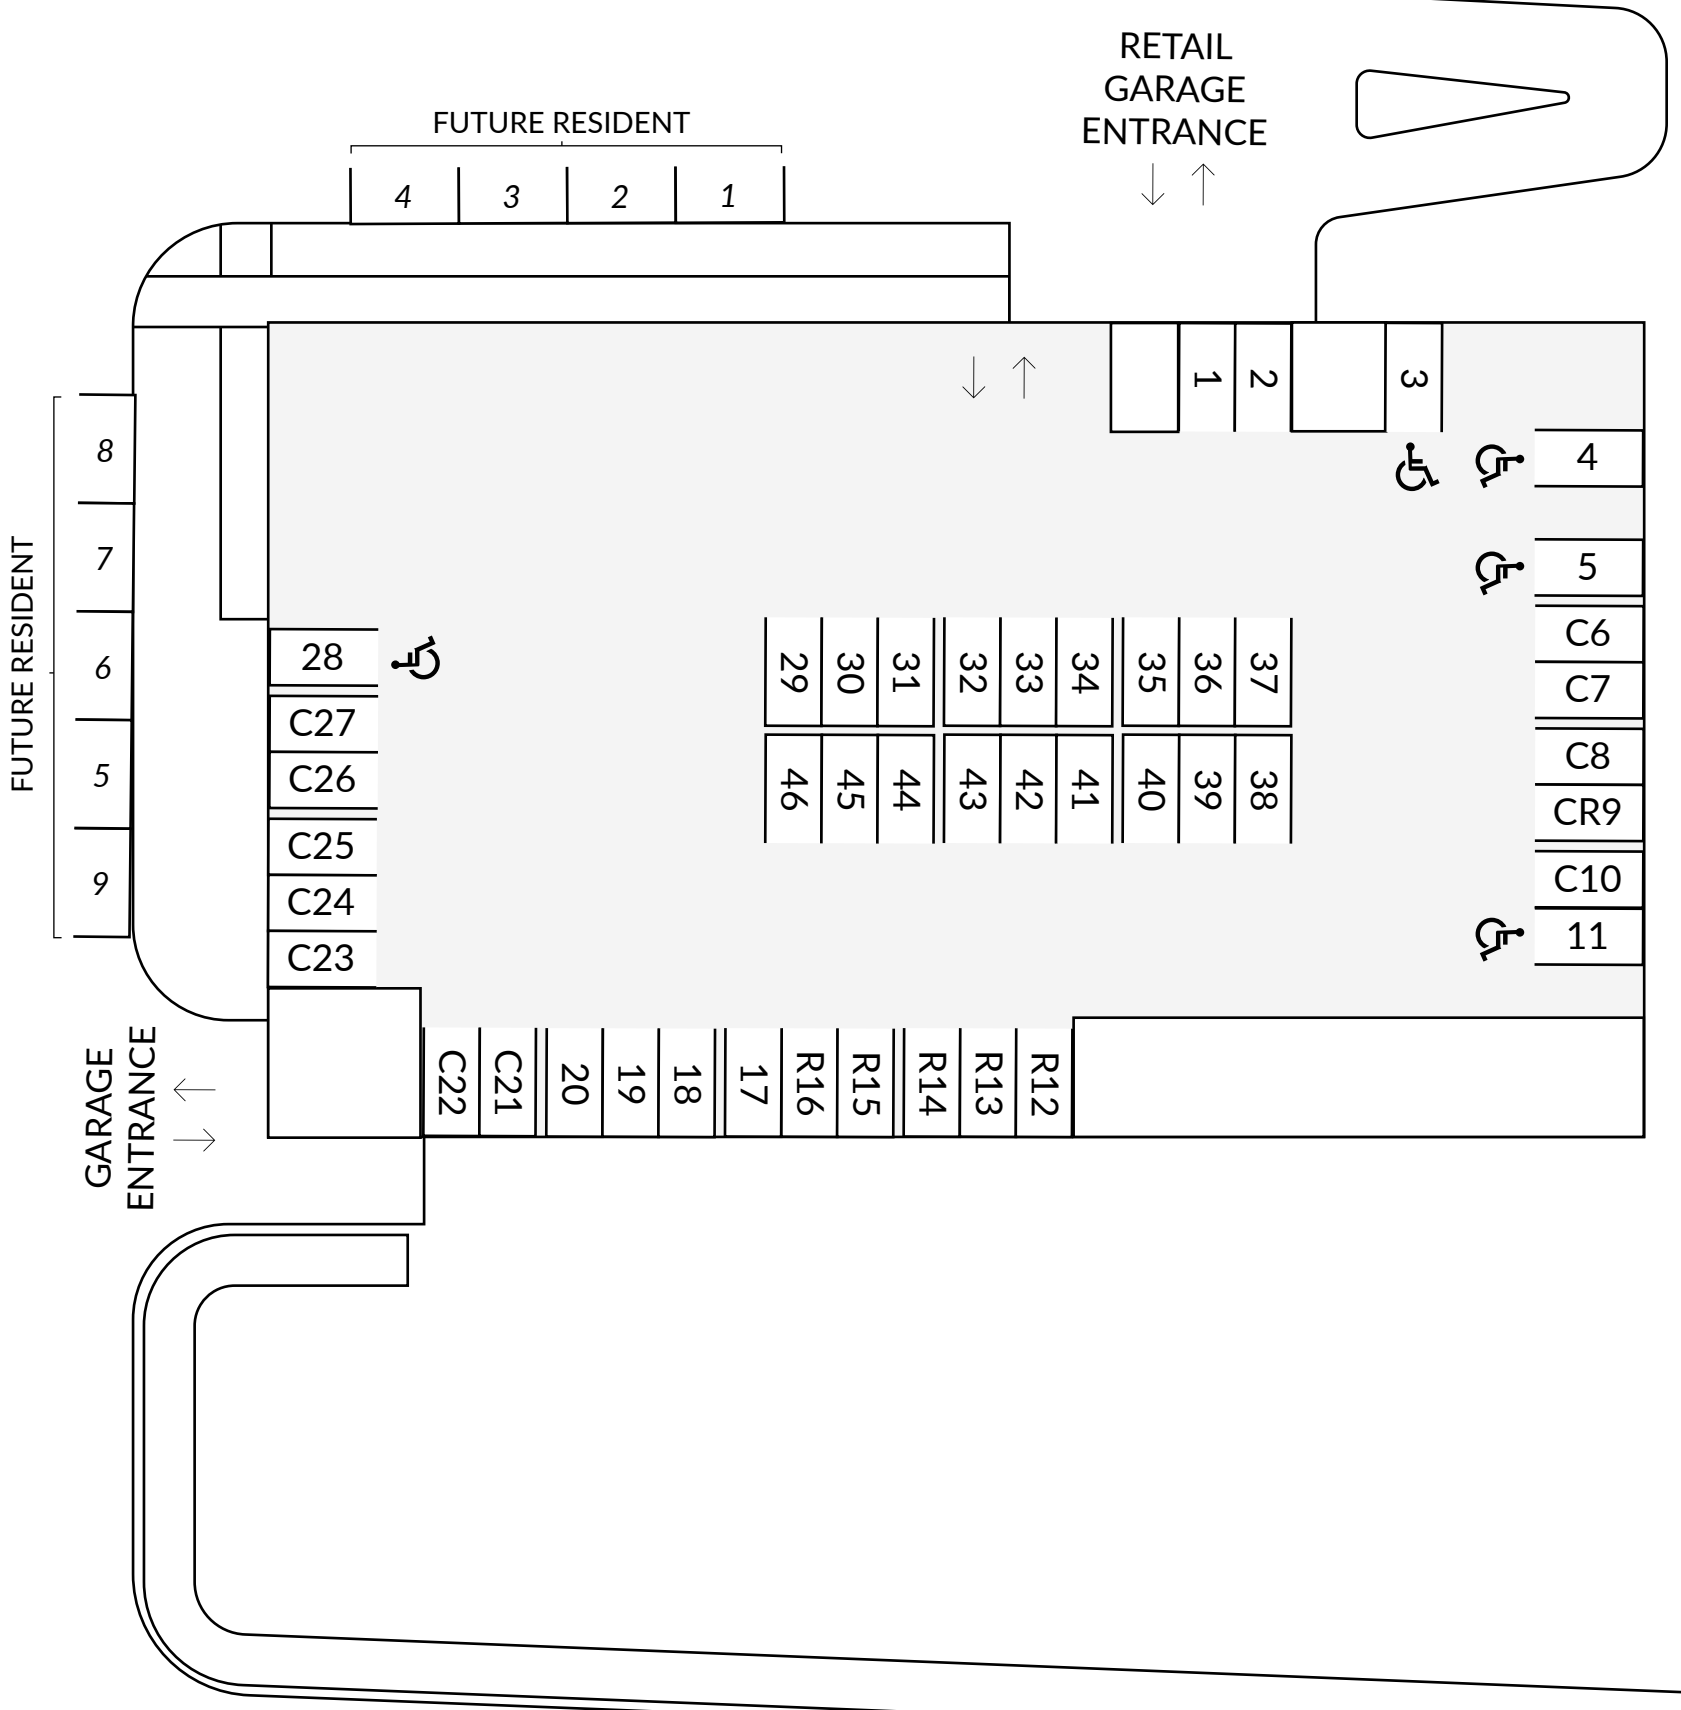 RETAIL
GARAGE
ENTRANCE
FUTURE RESIDENT
4 3 2 1
1 2 3
4
5
C6
C7
C8
CR9
C10
11
FUTURE RESIDENT
8
7
6
5
9
28
C27
C26
C25
C24
C23
29 30 31 32 33 34 35 36 37
46 45 44 43 42 41 40 39 38
GARAGE
ENTRANCE
C22 C21 20 19 18 17 R16 R15 R14 R13 R12